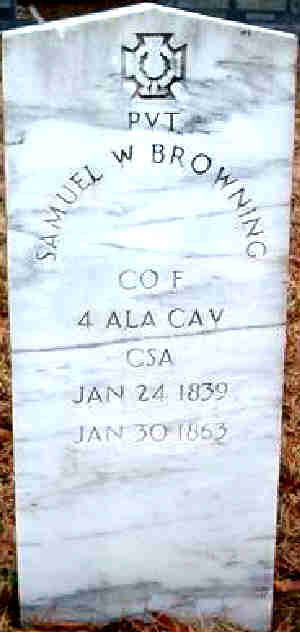 PVT
SAMUEL W BROWNING
CO F
4 ALA CAV
CSA
JAN 24 1839
JAN 30 1863